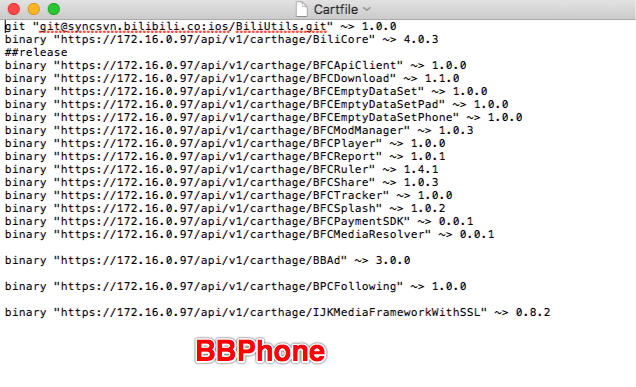 Cartfile
git "git@syncsvn.bilibili.co:ios/BiliUtils.git" ~> 1.0.0
binary "https://172.16.0.97/api/v1/carthage/BiliCore" ~> 4.0.3
##release
binary "https://172.16.0.97/api/v1/carthage/BFCApiClient" ~> 1.0.0
binary "https://172.16.0.97/api/v1/carthage/BFCDownload" ~> 1.1.0
binary "https://172.16.0.97/api/v1/carthage/BFCEmptyDataSet" ~> 1.0.0
binary "https://172.16.0.97/api/v1/carthage/BFCEmptyDataSetPad" ~> 1.0.0
binary "https://172.16.0.97/api/v1/carthage/BFCEmptyDataSetPhone" ~> 1.0.0
binary "https://172.16.0.97/api/v1/carthage/BFCModManager" ~> 1.0.3
binary "https://172.16.0.97/api/v1/carthage/BFCPlayer" ~> 1.0.0
binary "https://172.16.0.97/api/v1/carthage/BFCReport" ~> 1.0.1
binary "https://172.16.0.97/api/v1/carthage/BFCRuler" ~> 1.4.1
binary "https://172.16.0.97/api/v1/carthage/BFCShare" ~> 1.0.3
binary "https://172.16.0.97/api/v1/carthage/BFCTracker" ~> 1.0.0
binary "https://172.16.0.97/api/v1/carthage/BFCSplash" ~> 1.0.2
binary "https://172.16.0.97/api/v1/carthage/BFCPaymentSDK" ~> 0.0.1
binary "https://172.16.0.97/api/v1/carthage/BFCMediaResolver" ~> 0.0.1
binary "https://172.16.0.97/api/v1/carthage/BBAd" ~> 3.0.0
binary "https://172.16.0.97/api/v1/carthage/BPCFollowing" ~> 1.0.0
binary "https://172.16.0.97/api/v1/carthage/IJKMediaFrameworkWithSSL" ~> 0.8.2
BBPhone